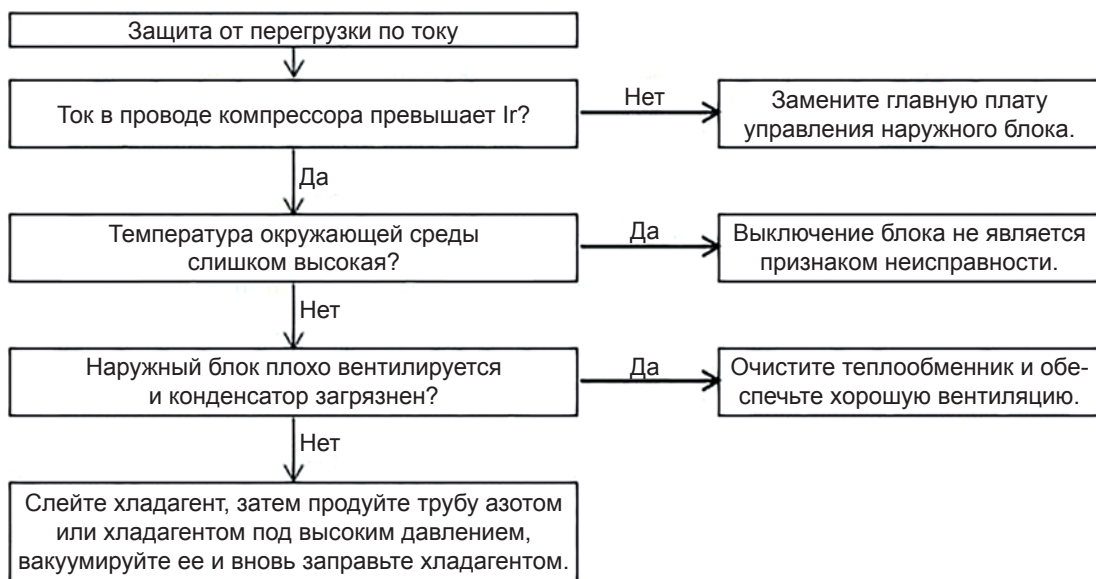 Защита от перегрузки по току
Ток в проводе компрессора превышает Ir?
Нет
Замените главную плату
управления наружного блока.
Да
Температура окружающей среды
слишком высокая?
Да
Выключение блока не является
признаком неисправности.
Нет
Наружный блок плохо вентилируется
и конденсатор загрязнен?
Да
Очистите теплообменник и обе-
спечьте хорошую вентиляцию.
Нет
Слейте хладагент, затем продуйте трубу азотом
или хладагентом под высоким давлением,
вакуумируйте ее и вновь заправьте хладагентом.